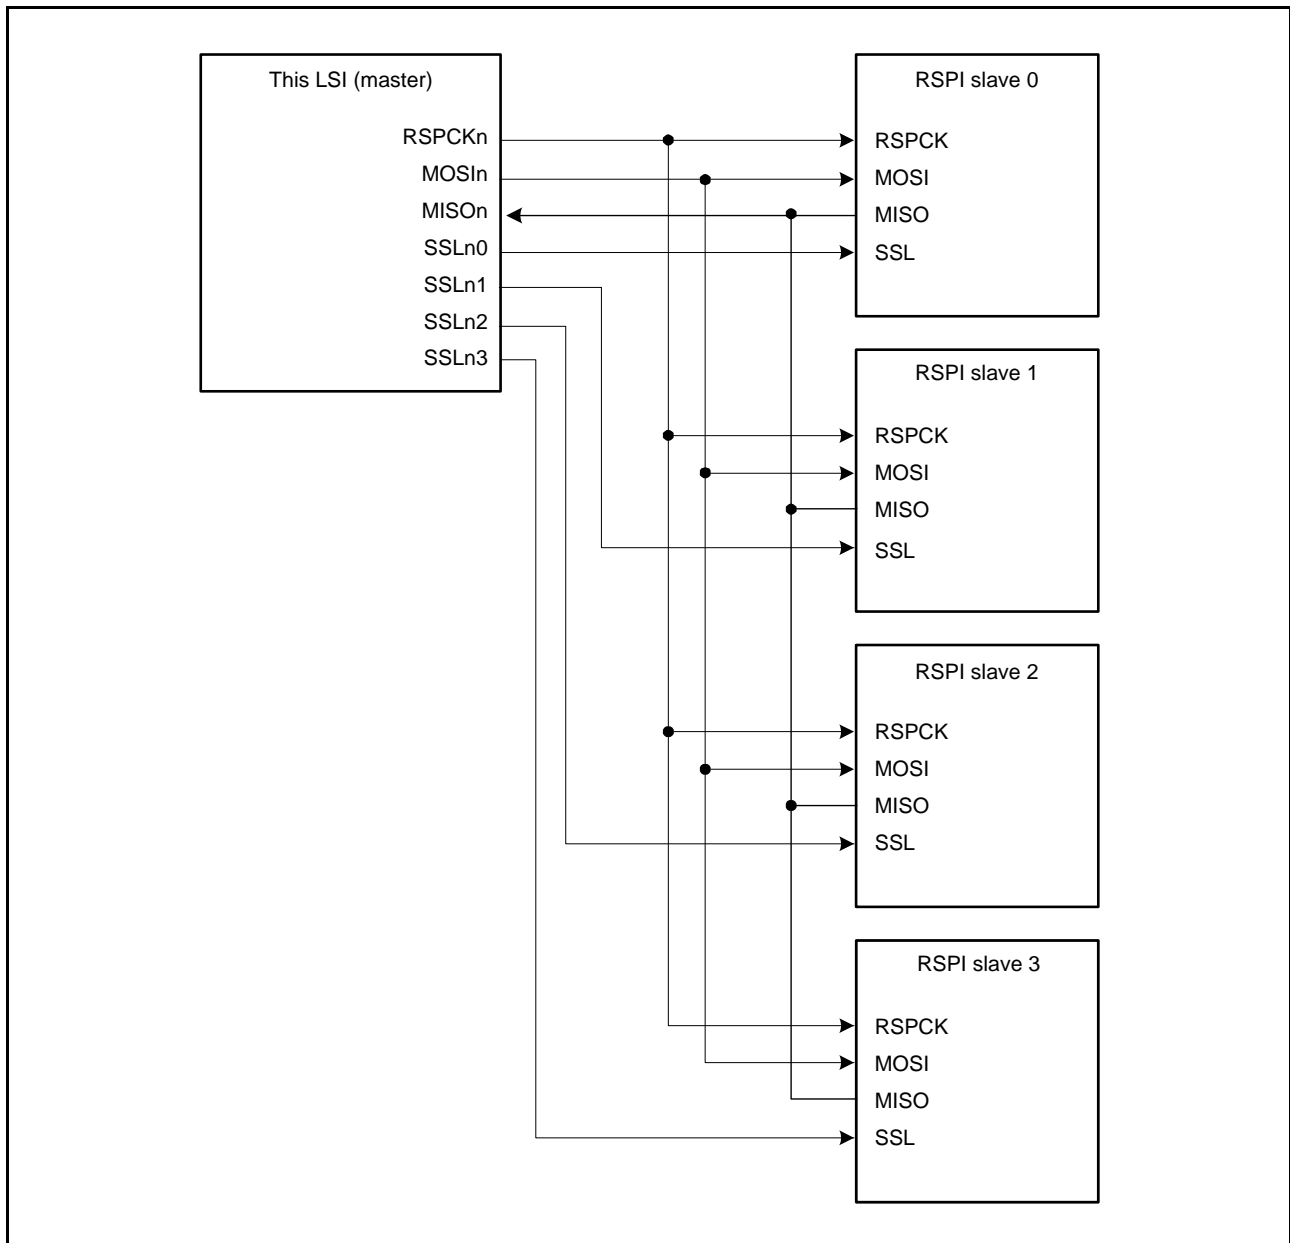 This LSI (master)
RSPCKn
MOSIn
MISOn
SSLn0
SSLn1
SSLn2
SSLn3
RSPI slave 0
RSPCK
MOSI
MISO
SSL
RSPI slave 1
RSPCK
MOSI
MISO
SSL
RSPI slave 2
RSPCK
MOSI
MISO
SSL
RSPI slave 3
RSPCK
MOSI
MISO
SSL